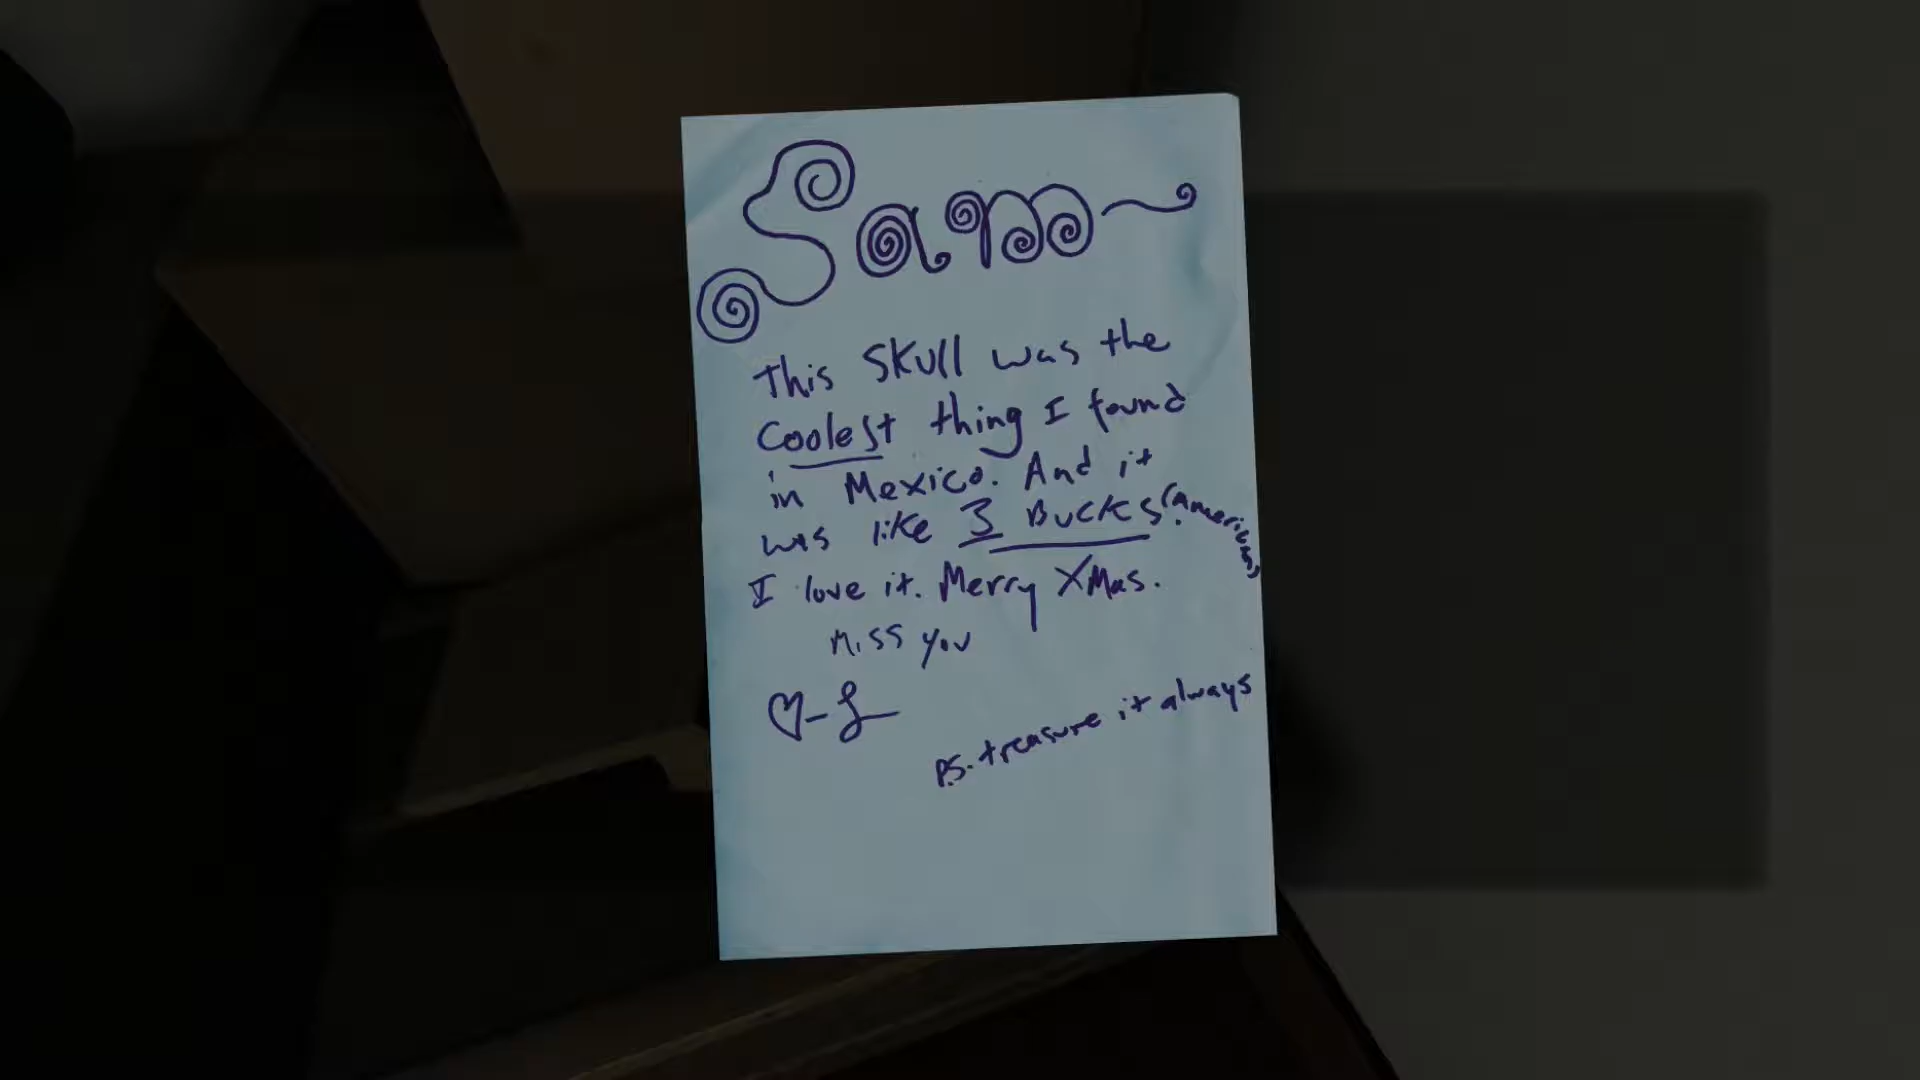 Sam
This Skull was the
Coolest thing I found
in Mexico. And it
was like 3 Bucks. (American)
I love it. Merry XMas.
Miss you
♡-L
P.S. treasure it always